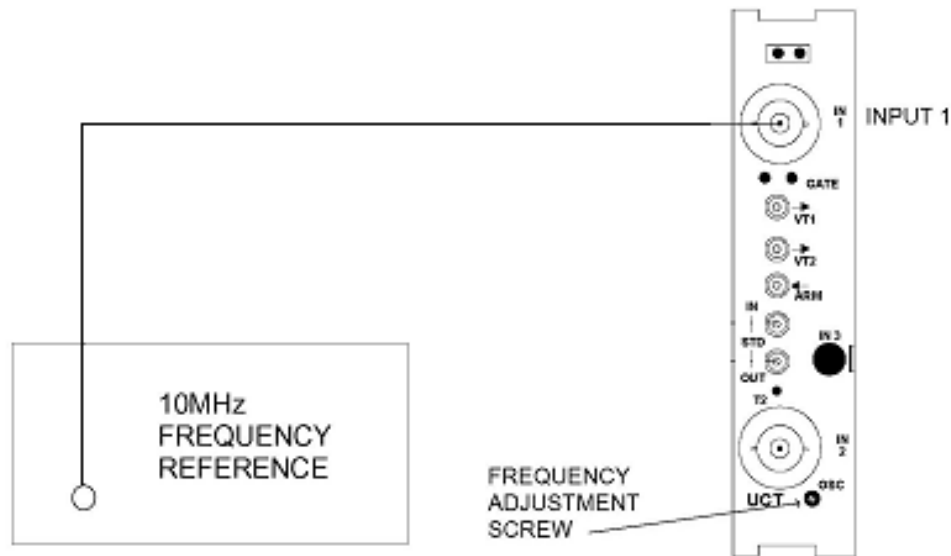 IN
1
INPUT 1
GATE
VT1
VT2
ARM
IN
STD
IN 3
OUT
T2
10MHz
FREQUENCY
REFERENCE
IN
2
FREQUENCY
ADJUSTMENT
SCREW
OSC
UCT